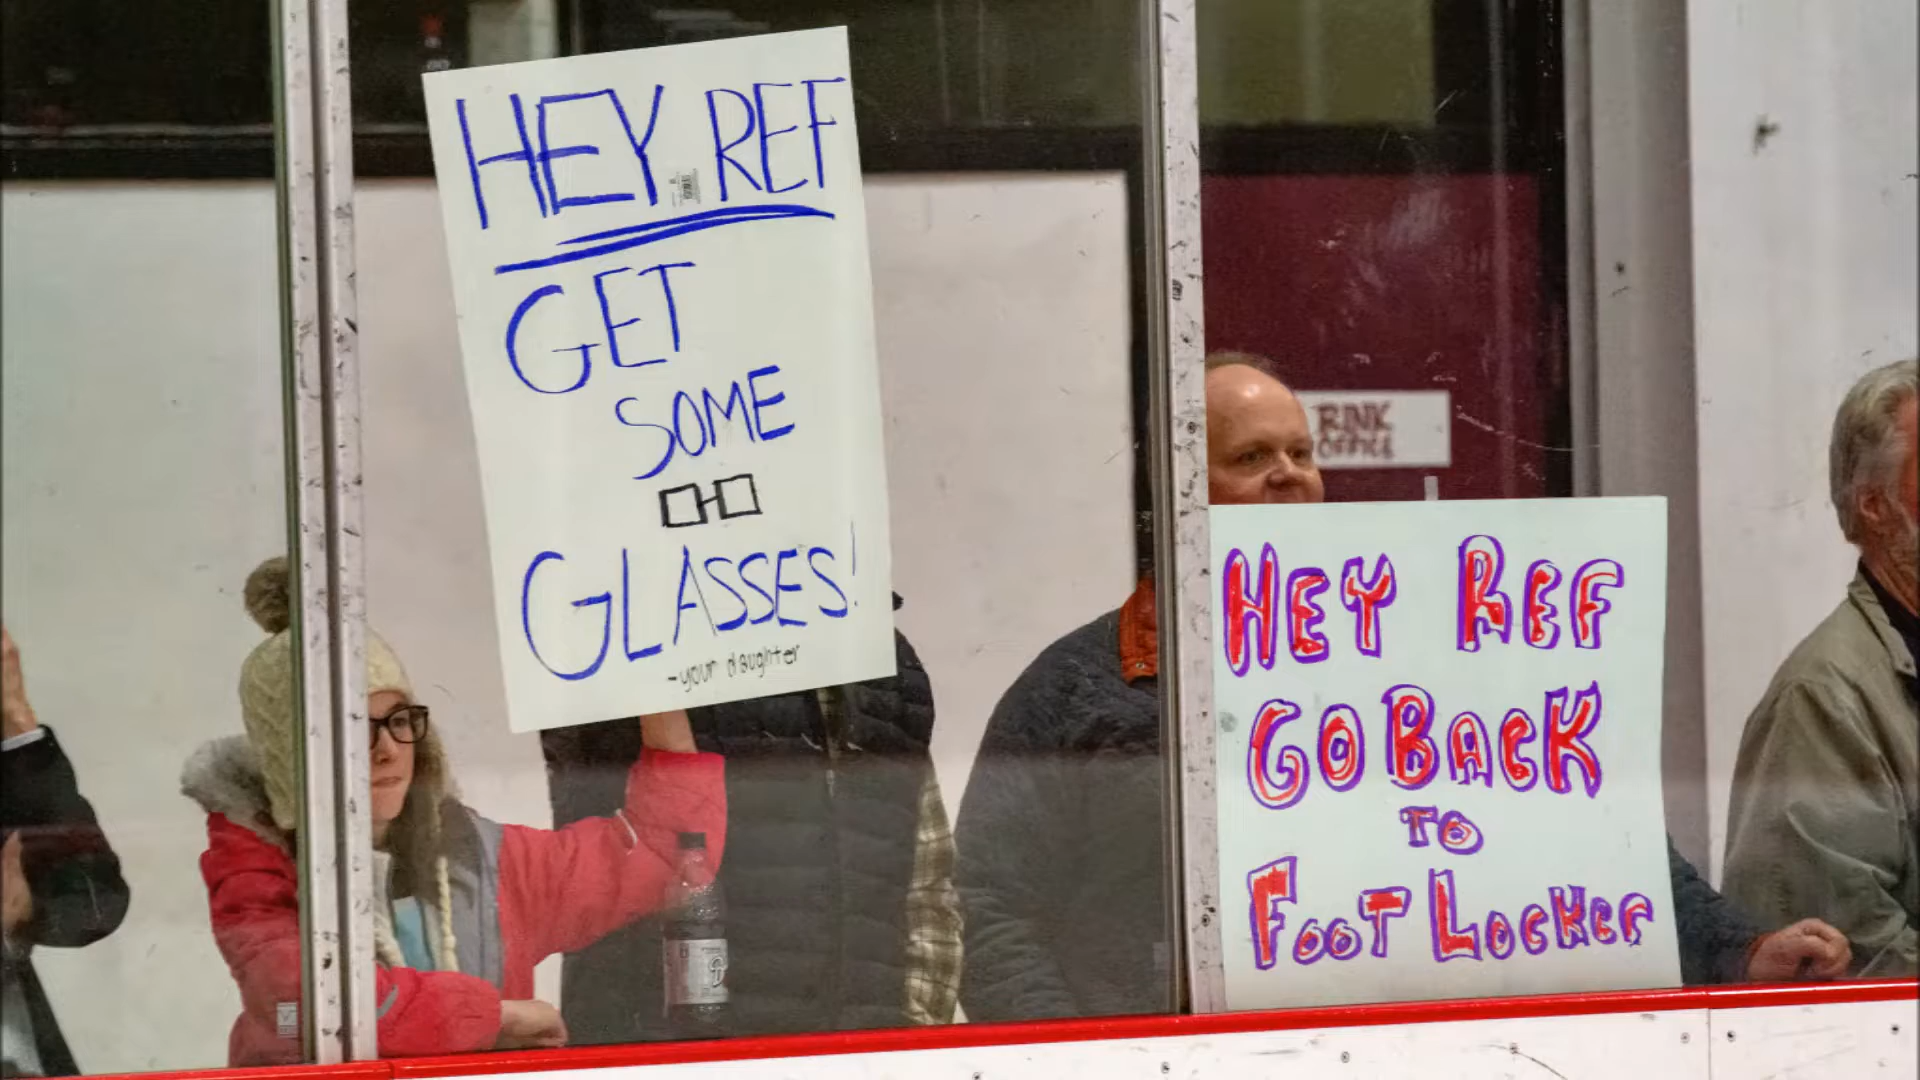 HEY REF
GET
SOME
GLASSES!
-your daughter
RINK
OFFICE
HEY REF
GO BACK
TO
FOOT LOCKER